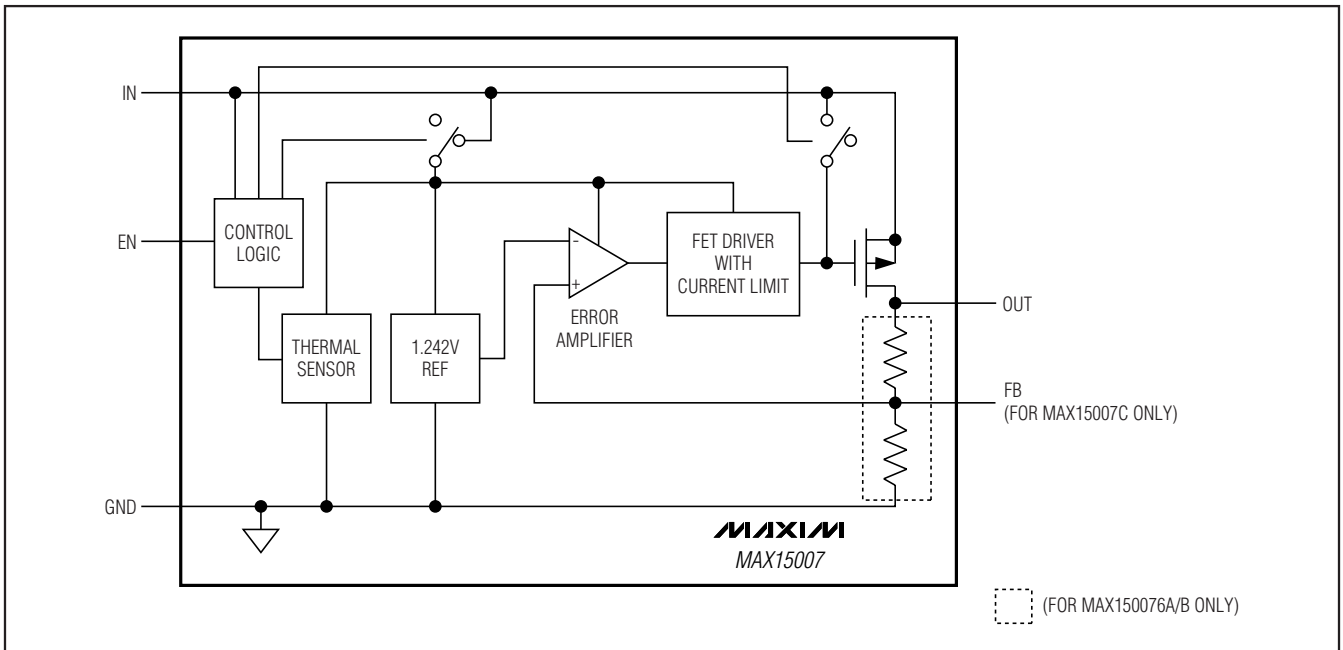 IN
EN
CONTROL
LOGIC
FET DRIVER
WITH
CURRENT LIMIT
-
+
ERROR
AMPLIFIER
THERMAL
SENSOR
1.242V
REF
OUT
FB
(FOR MAX15007C ONLY)
GND
MAXIM
MAX15007
(FOR MAX150076A/B ONLY)